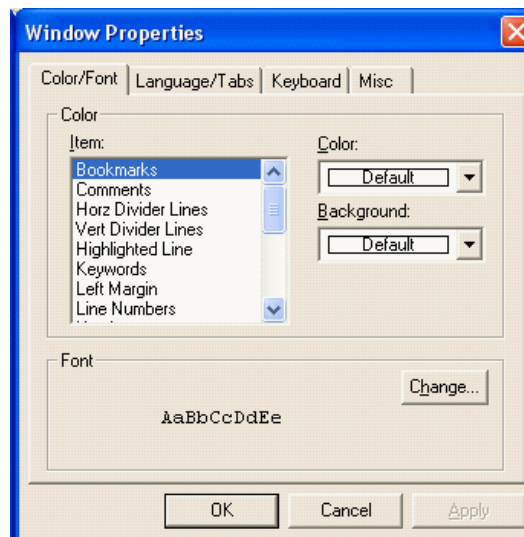 Window Properties
Color/Font Language/Tabs Keyboard Misc
Color
Item:
Bookmarks
Comments
Horz Divider Lines
Vert Divider Lines
Highlighted Line
Keywords
Left Margin
Line Numbers
Color:
Default
Background:
Default
Font
Change...
AaBbCcDdEe
OK Cancel Apply